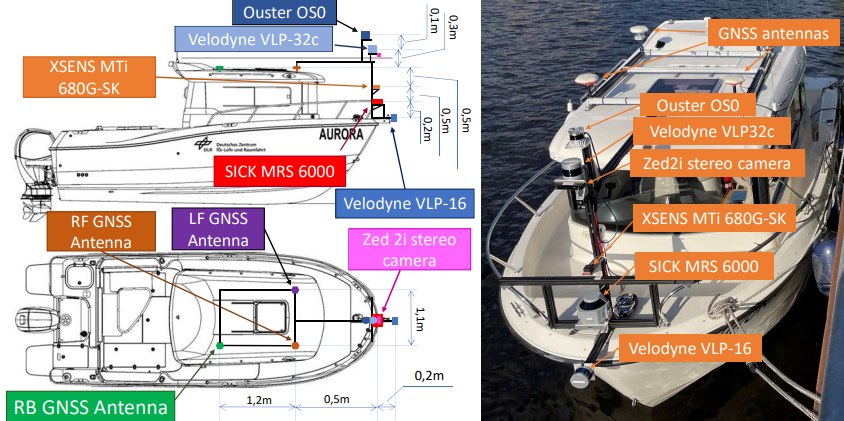 Ouster OS0
Velodyne VLP-32c
0,1m
0,3m
XSENS MTi
680G-SK
0,5m
0,5m
0,2m
AURORA
DLR
Deutsches Zentrum
für Luft- und Raumfahrt
SICK MRS 6000
Velodyne VLP-16
RF GNSS
Antenna
LF GNSS
Antenna
Zed 2i stereo
camera
1,1m
0,2m
RB GNSS Antenna
1,2m
0,5m
GNSS antennas
Ouster OS0
Velodyne VLP32c
Zed2i stereo camera
XSENS MTi 680G-SK
SICK MRS 6000
Velodyne VLP-16